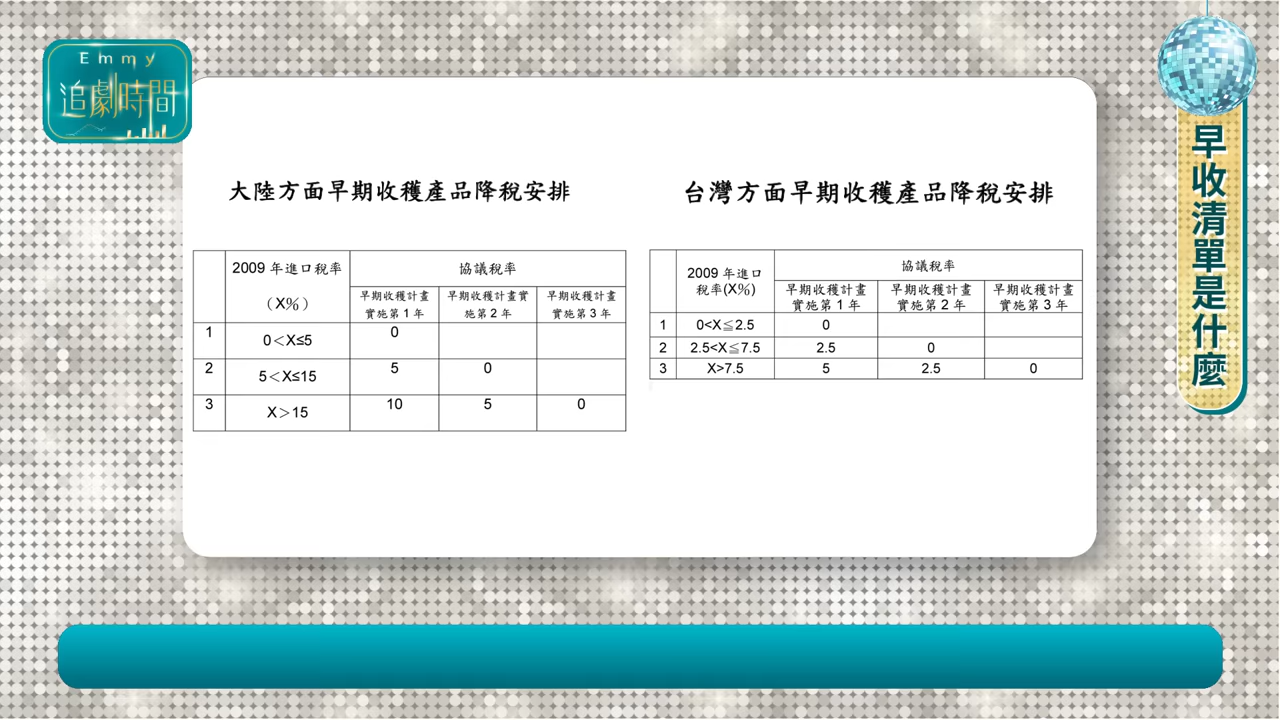 Emmy
追劇時間
大陸方面早期收穫產品降稅安排
2009 年進口稅率
（X%）
協議稅率
早期收穫計畫
實施第 1 年
早期收穫計畫實
施第 2 年
早期收穫計畫
實施第 3 年
1 0＜X≤5 0
2 5＜X≤15 5 0
3 X＞15 10 5 0
台灣方面早期收穫產品降稅安排
2009 年進口
稅率(X%)
協議稅率
早期收穫計畫
實施第 1 年
早期收穫計畫
實施第 2 年
早期收穫計畫
實施第 3 年
1 0<X≦2.5 0
2 2.5<X≦7.5 2.5 0
3 X>7.5 5 2.5 0
早收清單是什麼